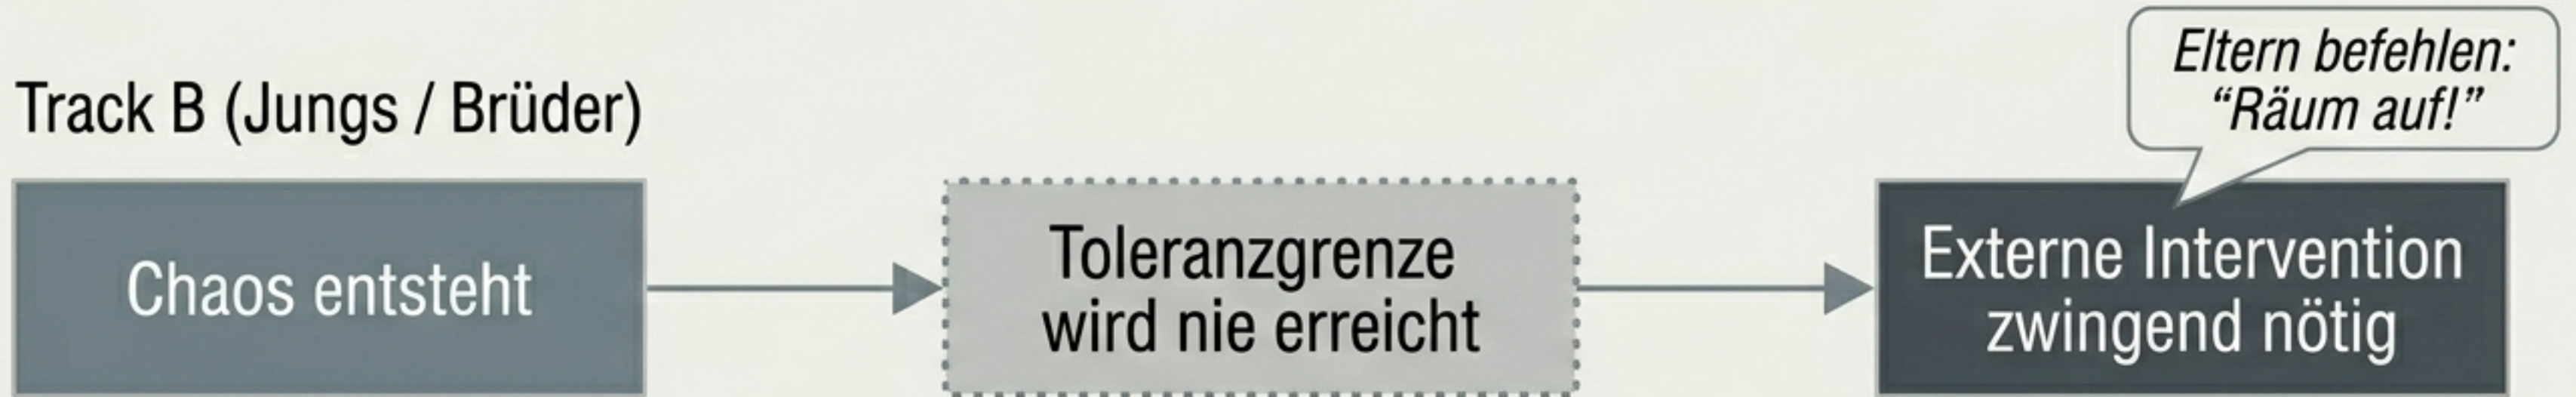 Eltern befehlen:
“Räum auf!”
Track B (Jungs / Brüder)
Chaos entsteht
Toleranzgrenze
wird nie erreicht
Externe Intervention
zwingend nötig